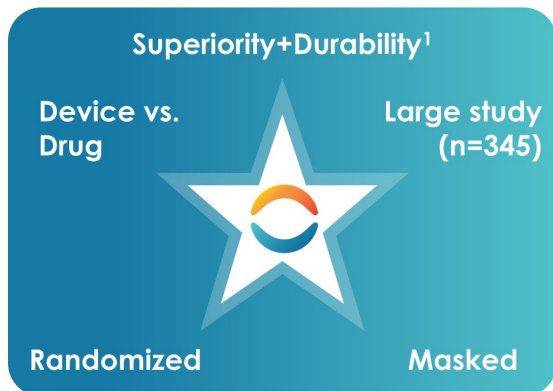 Superiority+Durability¹
Device vs.
Drug
Large study
(n=345)
Randomized
Masked